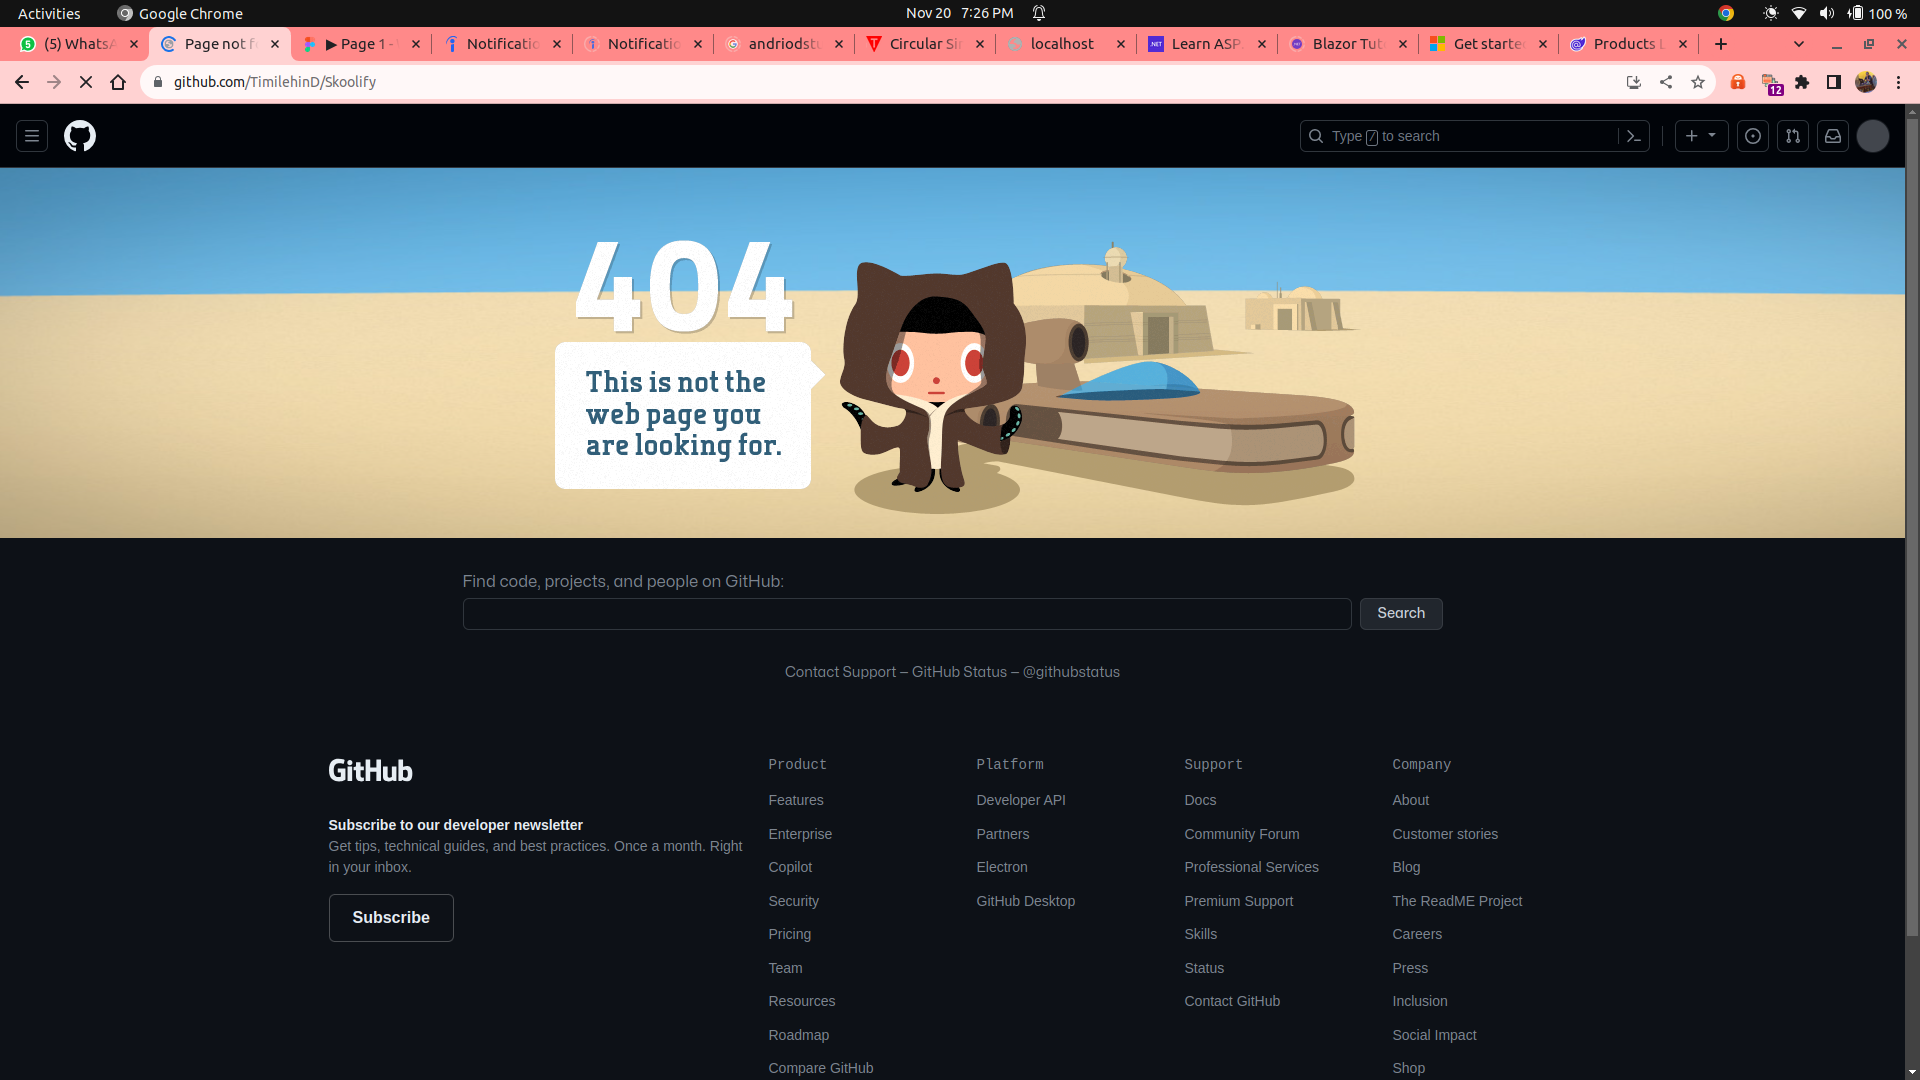 Activities
Google Chrome
Nov 20 7:26 PM
100 %
(5) WhatsA
Page not f
▶ Page 1 -
Notificatio
Notificatio
andriodstu
Circular Si
localhost
Learn ASP.
Blazor Tut
Get starte
Products L
github.com/TimilehinD/Skoolify
12
Type / to search
404
This is not the
web page you
are looking for.
Find code, projects, and people on GitHub:
Search
Contact Support — GitHub Status — @githubstatus
GitHub
Subscribe to our developer newsletter
Get tips, technical guides, and best practices. Once a month. Right
in your inbox.
Subscribe
Product
Features
Enterprise
Copilot
Security
Pricing
Team
Resources
Roadmap
Compare GitHub
Platform
Developer API
Partners
Electron
GitHub Desktop
Support
Docs
Community Forum
Professional Services
Premium Support
Skills
Status
Contact GitHub
Company
About
Customer stories
Blog
The ReadME Project
Careers
Press
Inclusion
Social Impact
Shop